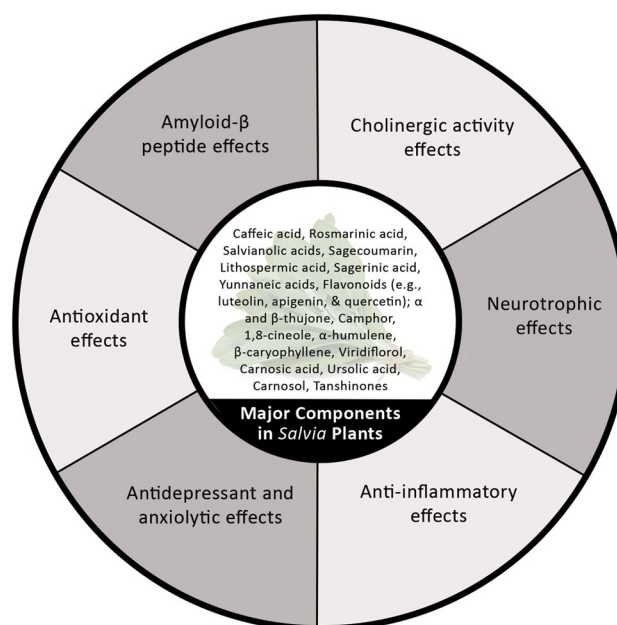 Amyloid-β
peptide effects
Cholinergic activity
effects
Neurotrophic
effects
Anti-inflammatory
effects
Antidepressant and
anxiolytic effects
Antioxidant
effects
Caffeic acid, Rosmarinic acid,
Salvianolic acids, Sagecoumarin,
Lithospermic acid, Sagerinic acid,
Yunnaneic acids, Flavonoids (e.g.,
luteolin, apigenin, & quercetin); α
and β-thujone, Camphor,
1,8-cineole, α-humulene,
β-caryophyllene, Viridiflorol,
Carnosic acid, Ursolic acid,
Carnosol, Tanshinones
Major Components
in Salvia Plants